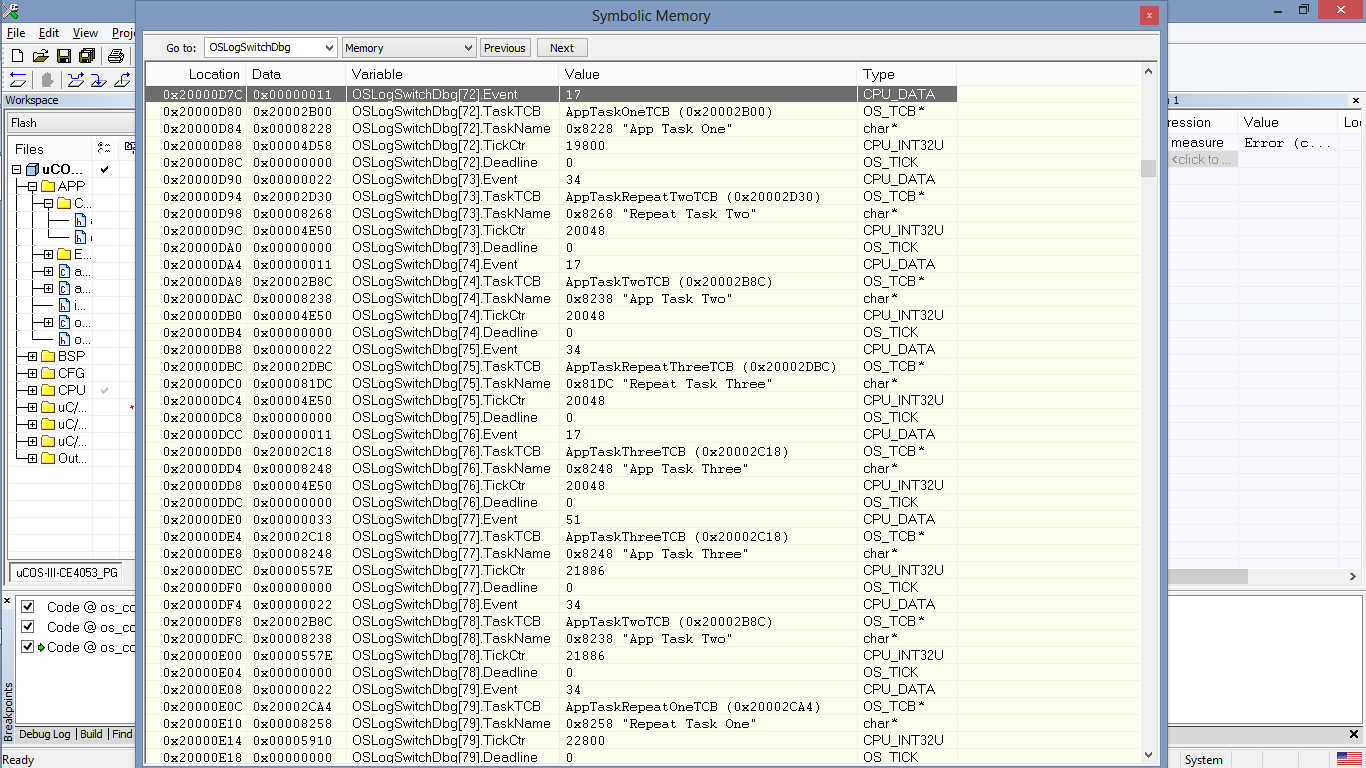 Symbolic Memory
File Edit View Proj
Go to: OSLogSwitchDbg Memory Previous Next
Workspace
Flash
Files
uCO...
APP
C...
E...
a...
a...
i...
o...
o...
BSP
CFG
CPU
uC/...
uC/...
uC/...
Out...
uCOS-III-CE4053_PG
Location Data Variable Value Type
0x20000D7C 0x00000011 OSLogSwitchDbg[72].Event 17 CPU_DATA
0x20000D80 0x20002B00 OSLogSwitchDbg[72].TaskTCB AppTaskOneTCB (0x20002B00) OS_TCB*
0x20000D84 0x00008228 OSLogSwitchDbg[72].TaskName 0x8228 "App Task One" char*
0x20000D88 0x00004D58 OSLogSwitchDbg[72].TickCtr 19800 CPU_INT32U
0x20000D8C 0x00000000 OSLogSwitchDbg[72].Deadline 0 OS_TICK
0x20000D90 0x00000022 OSLogSwitchDbg[73].Event 34 CPU_DATA
0x20000D94 0x20002D30 OSLogSwitchDbg[73].TaskTCB AppTaskRepeatTwoTCB (0x20002D30) OS_TCB*
0x20000D98 0x00008268 OSLogSwitchDbg[73].TaskName 0x8268 "Repeat Task Two" char*
0x20000D9C 0x00004E50 OSLogSwitchDbg[73].TickCtr 20048 CPU_INT32U
0x20000DA0 0x00000000 OSLogSwitchDbg[73].Deadline 0 OS_TICK
0x20000DA4 0x00000011 OSLogSwitchDbg[74].Event 17 CPU_DATA
0x20000DA8 0x20002B8C OSLogSwitchDbg[74].TaskTCB AppTaskTwoTCB (0x20002B8C) OS_TCB*
0x20000DAC 0x00008238 OSLogSwitchDbg[74].TaskName 0x8238 "App Task Two" char*
0x20000DB0 0x00004E50 OSLogSwitchDbg[74].TickCtr 20048 CPU_INT32U
0x20000DB4 0x00000000 OSLogSwitchDbg[74].Deadline 0 OS_TICK
0x20000DB8 0x00000022 OSLogSwitchDbg[75].Event 34 CPU_DATA
0x20000DBC 0x20002DBC OSLogSwitchDbg[75].TaskTCB AppTaskRepeatThreeTCB (0x20002DBC) OS_TCB*
0x20000DC0 0x000081DC OSLogSwitchDbg[75].TaskName 0x81DC "Repeat Task Three" char*
0x20000DC4 0x00004E50 OSLogSwitchDbg[75].TickCtr 20048 CPU_INT32U
0x20000DC8 0x00000000 OSLogSwitchDbg[75].Deadline 0 OS_TICK
0x20000DCC 0x00000011 OSLogSwitchDbg[76].Event 17 CPU_DATA
0x20000DD0 0x20002C18 OSLogSwitchDbg[76].TaskTCB AppTaskThreeTCB (0x20002C18) OS_TCB*
0x20000DD4 0x00008248 OSLogSwitchDbg[76].TaskName 0x8248 "App Task Three" char*
0x20000DD8 0x00004E50 OSLogSwitchDbg[76].TickCtr 20048 CPU_INT32U
0x20000DDC 0x00000000 OSLogSwitchDbg[76].Deadline 0 OS_TICK
0x20000DE0 0x00000033 OSLogSwitchDbg[77].Event 51 CPU_DATA
0x20000DE4 0x20002C18 OSLogSwitchDbg[77].TaskTCB AppTaskThreeTCB (0x20002C18) OS_TCB*
0x20000DE8 0x00008248 OSLogSwitchDbg[77].TaskName 0x8248 "App Task Three" char*
0x20000DEC 0x0000557E OSLogSwitchDbg[77].TickCtr 21886 CPU_INT32U
0x20000DF0 0x00000000 OSLogSwitchDbg[77].Deadline 0 OS_TICK
0x20000DF4 0x00000022 OSLogSwitchDbg[78].Event 34 CPU_DATA
0x20000DF8 0x20002B8C OSLogSwitchDbg[78].TaskTCB AppTaskTwoTCB (0x20002B8C) OS_TCB*
0x20000DFC 0x00008238 OSLogSwitchDbg[78].TaskName 0x8238 "App Task Two" char*
0x20000E00 0x0000557E OSLogSwitchDbg[78].TickCtr 21886 CPU_INT32U
0x20000E04 0x00000000 OSLogSwitchDbg[78].Deadline 0 OS_TICK
0x20000E08 0x00000022 OSLogSwitchDbg[79].Event 34 CPU_DATA
0x20000E0C 0x20002CA4 OSLogSwitchDbg[79].TaskTCB AppTaskRepeatOneTCB (0x20002CA4) OS_TCB*
0x20000E10 0x00008258 OSLogSwitchDbg[79].TaskName 0x8258 "Repeat Task One" char*
0x20000E14 0x00005910 OSLogSwitchDbg[79].TickCtr 22800 CPU_INT32U
0x20000E18 0x00000000 OSLogSwitchDbg[79].Deadline 0 OS_TICK
1
ression Value Loc
measure Error (c...
<click to ...
Code @ os_co
Code @ os_co
Code @ os_co
Breakpoints
Debug Log Build Find
Ready
System